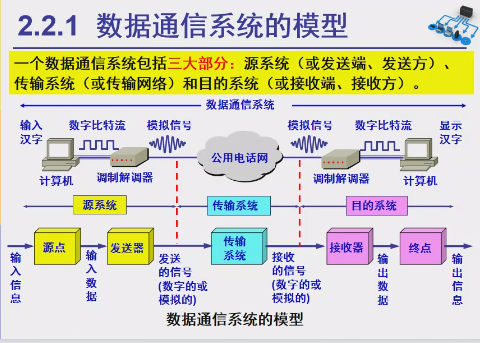 2.2.1 数据通信系统的模型
一个数据通信系统包括三大部分：源系统（或发送端、发送方）、
传输系统（或传输网络）和目的系统（或接收端、接收方）。
数据通信系统
输入
汉字
数字比特流
模拟信号
模拟信号
数字比特流
显示
汉字
公用电话网
计算机
调制解调器
调制解调器
计算机
源系统
传输系统
目的系统
输入信息
源点
输入数据
发送器
发送
的信号
(数字的或
模拟的)
传输
系统
接收
的信号
(数字的或
模拟的)
接收器
输出数据
终点
输出信息
数据通信系统的模型